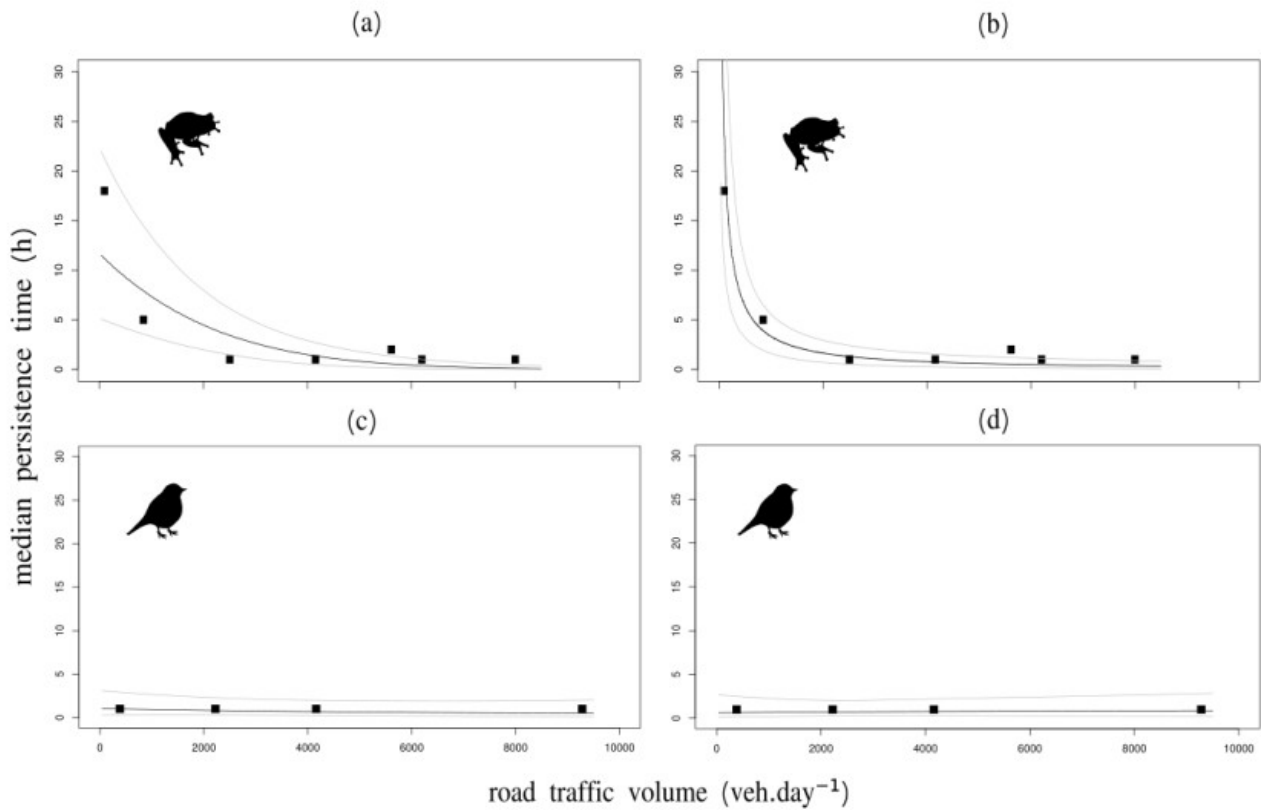 (a) (b)
30 30
25 25
20 20
15 15
10 10
5 5
0 0
(c) (d)
30 30
25 25
20 20
15 15
10 10
5 5
0 0
0 2000 4000 6000 8000 10000 0 2000 4000 6000 8000 10000
median persistence time (h)
road traffic volume (veh.day⁻¹)